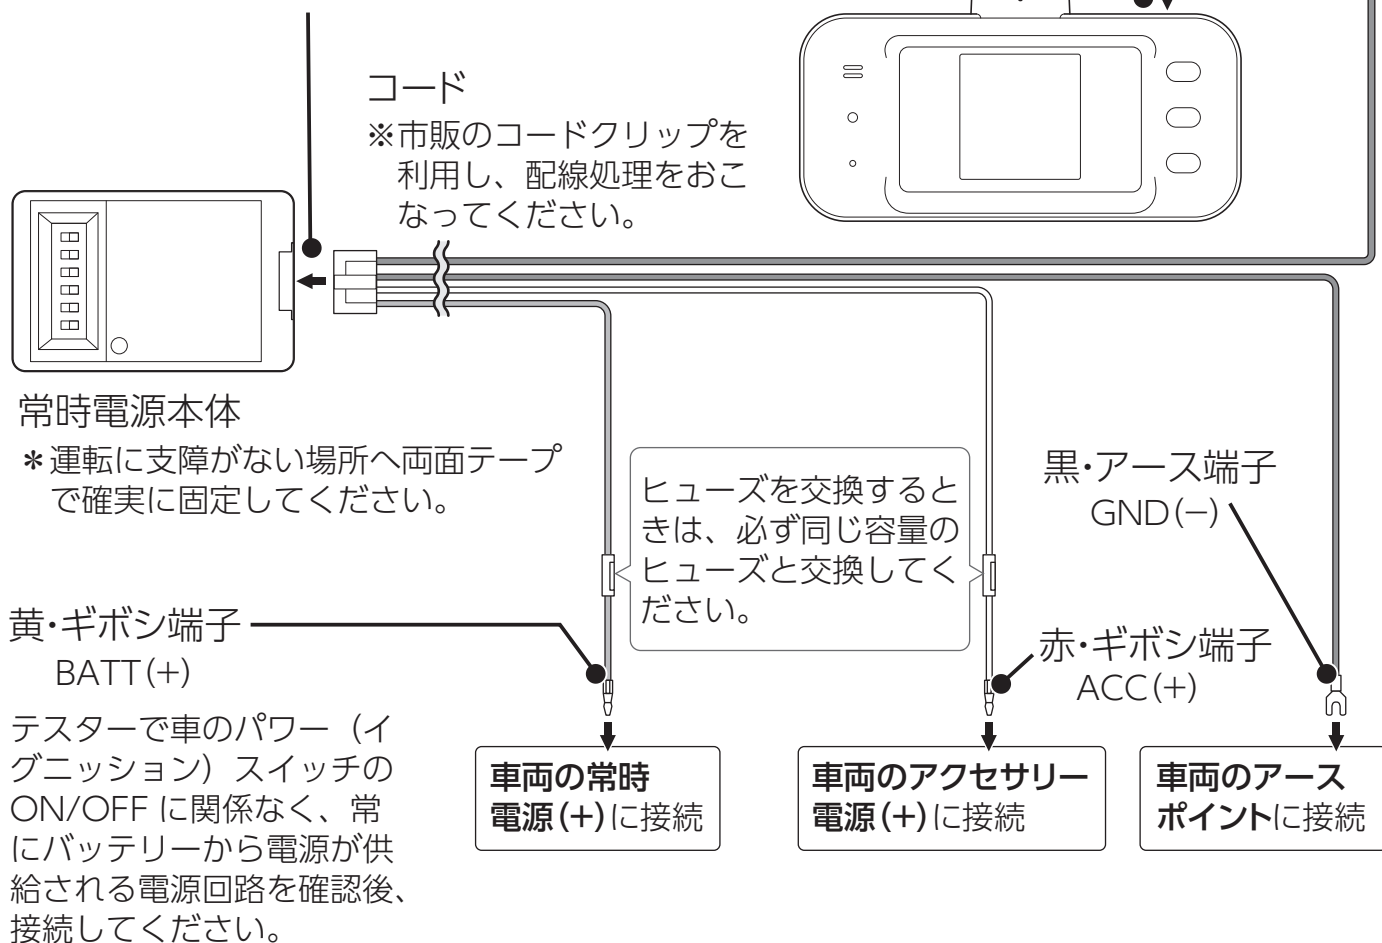 コード
※市販のコードクリップを
利用し、配線処理をおこ
なってください。
常時電源本体
＊運転に支障がない場所へ両面テープ
で確実に固定してください。
ヒューズを交換すると
きは、必ず同じ容量の
ヒューズと交換してく
ださい。
黒・アース端子
GND(−)
黄・ギボシ端子
BATT(+)
赤・ギボシ端子
ACC(+)
テスターで車のパワー（イ
グニッション）スイッチの
ON/OFF に関係なく、常
にバッテリーから電源が供
給される電源回路を確認後、
接続してください。
車両の常時
電源(+)に接続
車両のアクセサリー
電源(+)に接続
車両のアース
ポイントに接続